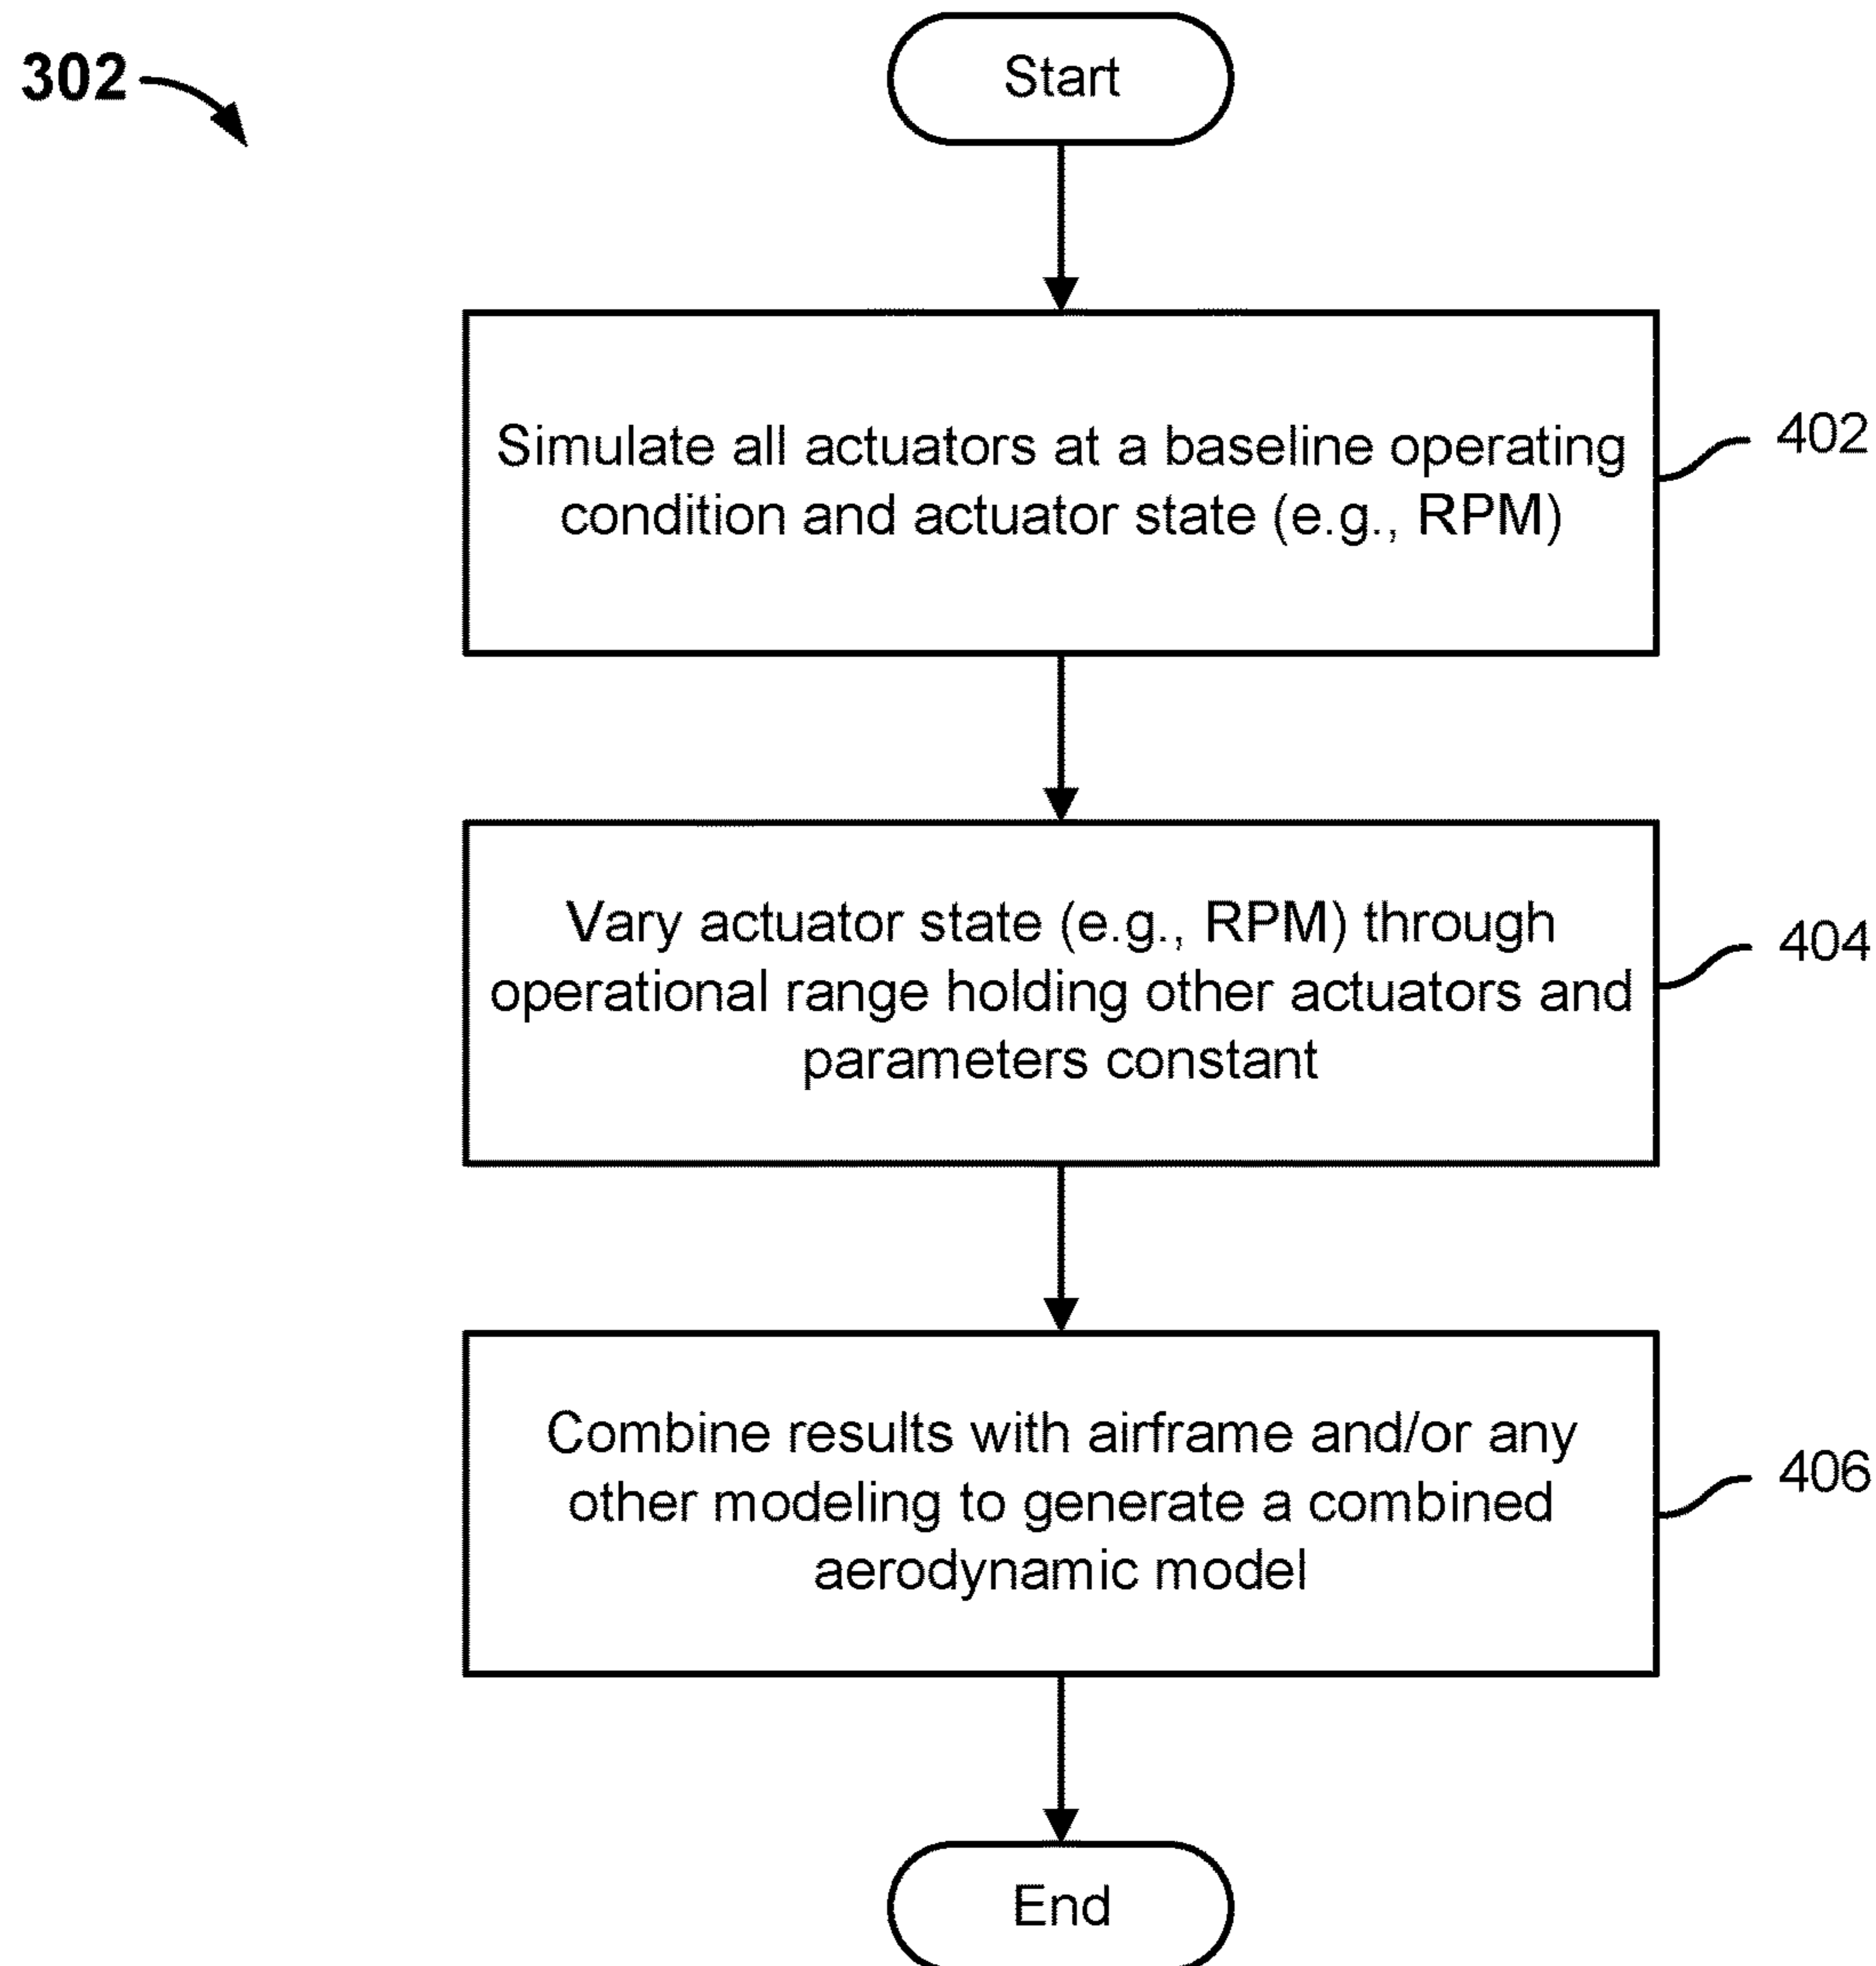 302
Start
Simulate all actuators at a baseline operating
condition and actuator state (e.g., RPM)
402
Vary actuator state (e.g., RPM) through
operational range holding other actuators and
parameters constant
404
Combine results with airframe and/or any
other modeling to generate a combined
aerodynamic model
406
End